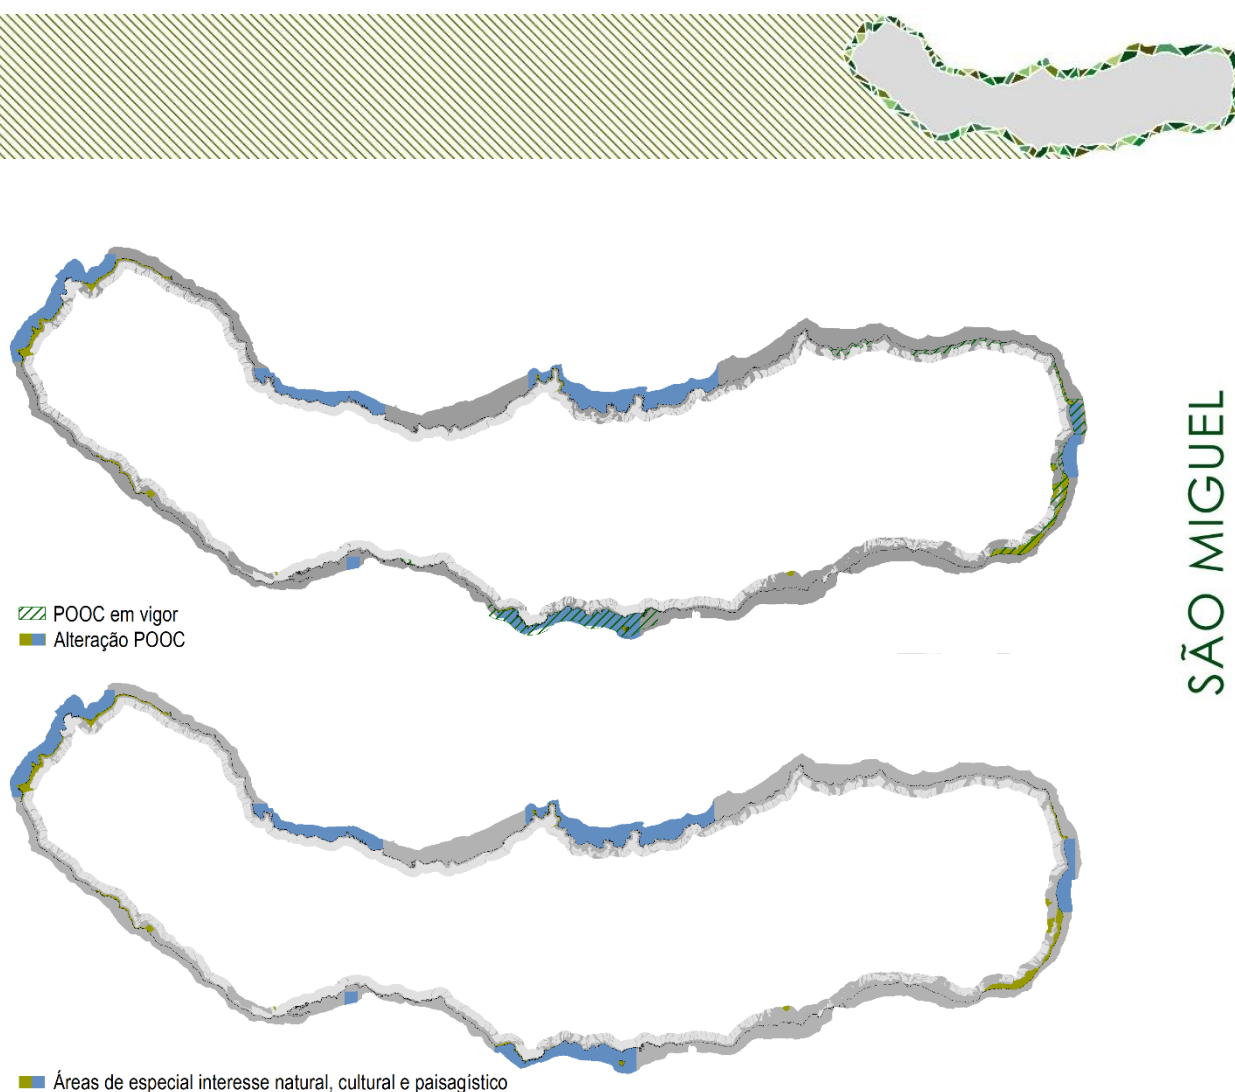 SÃO MIGUEL
POOC em vigor
Alteração POOC
Áreas de especial interesse natural, cultural e paisagístico